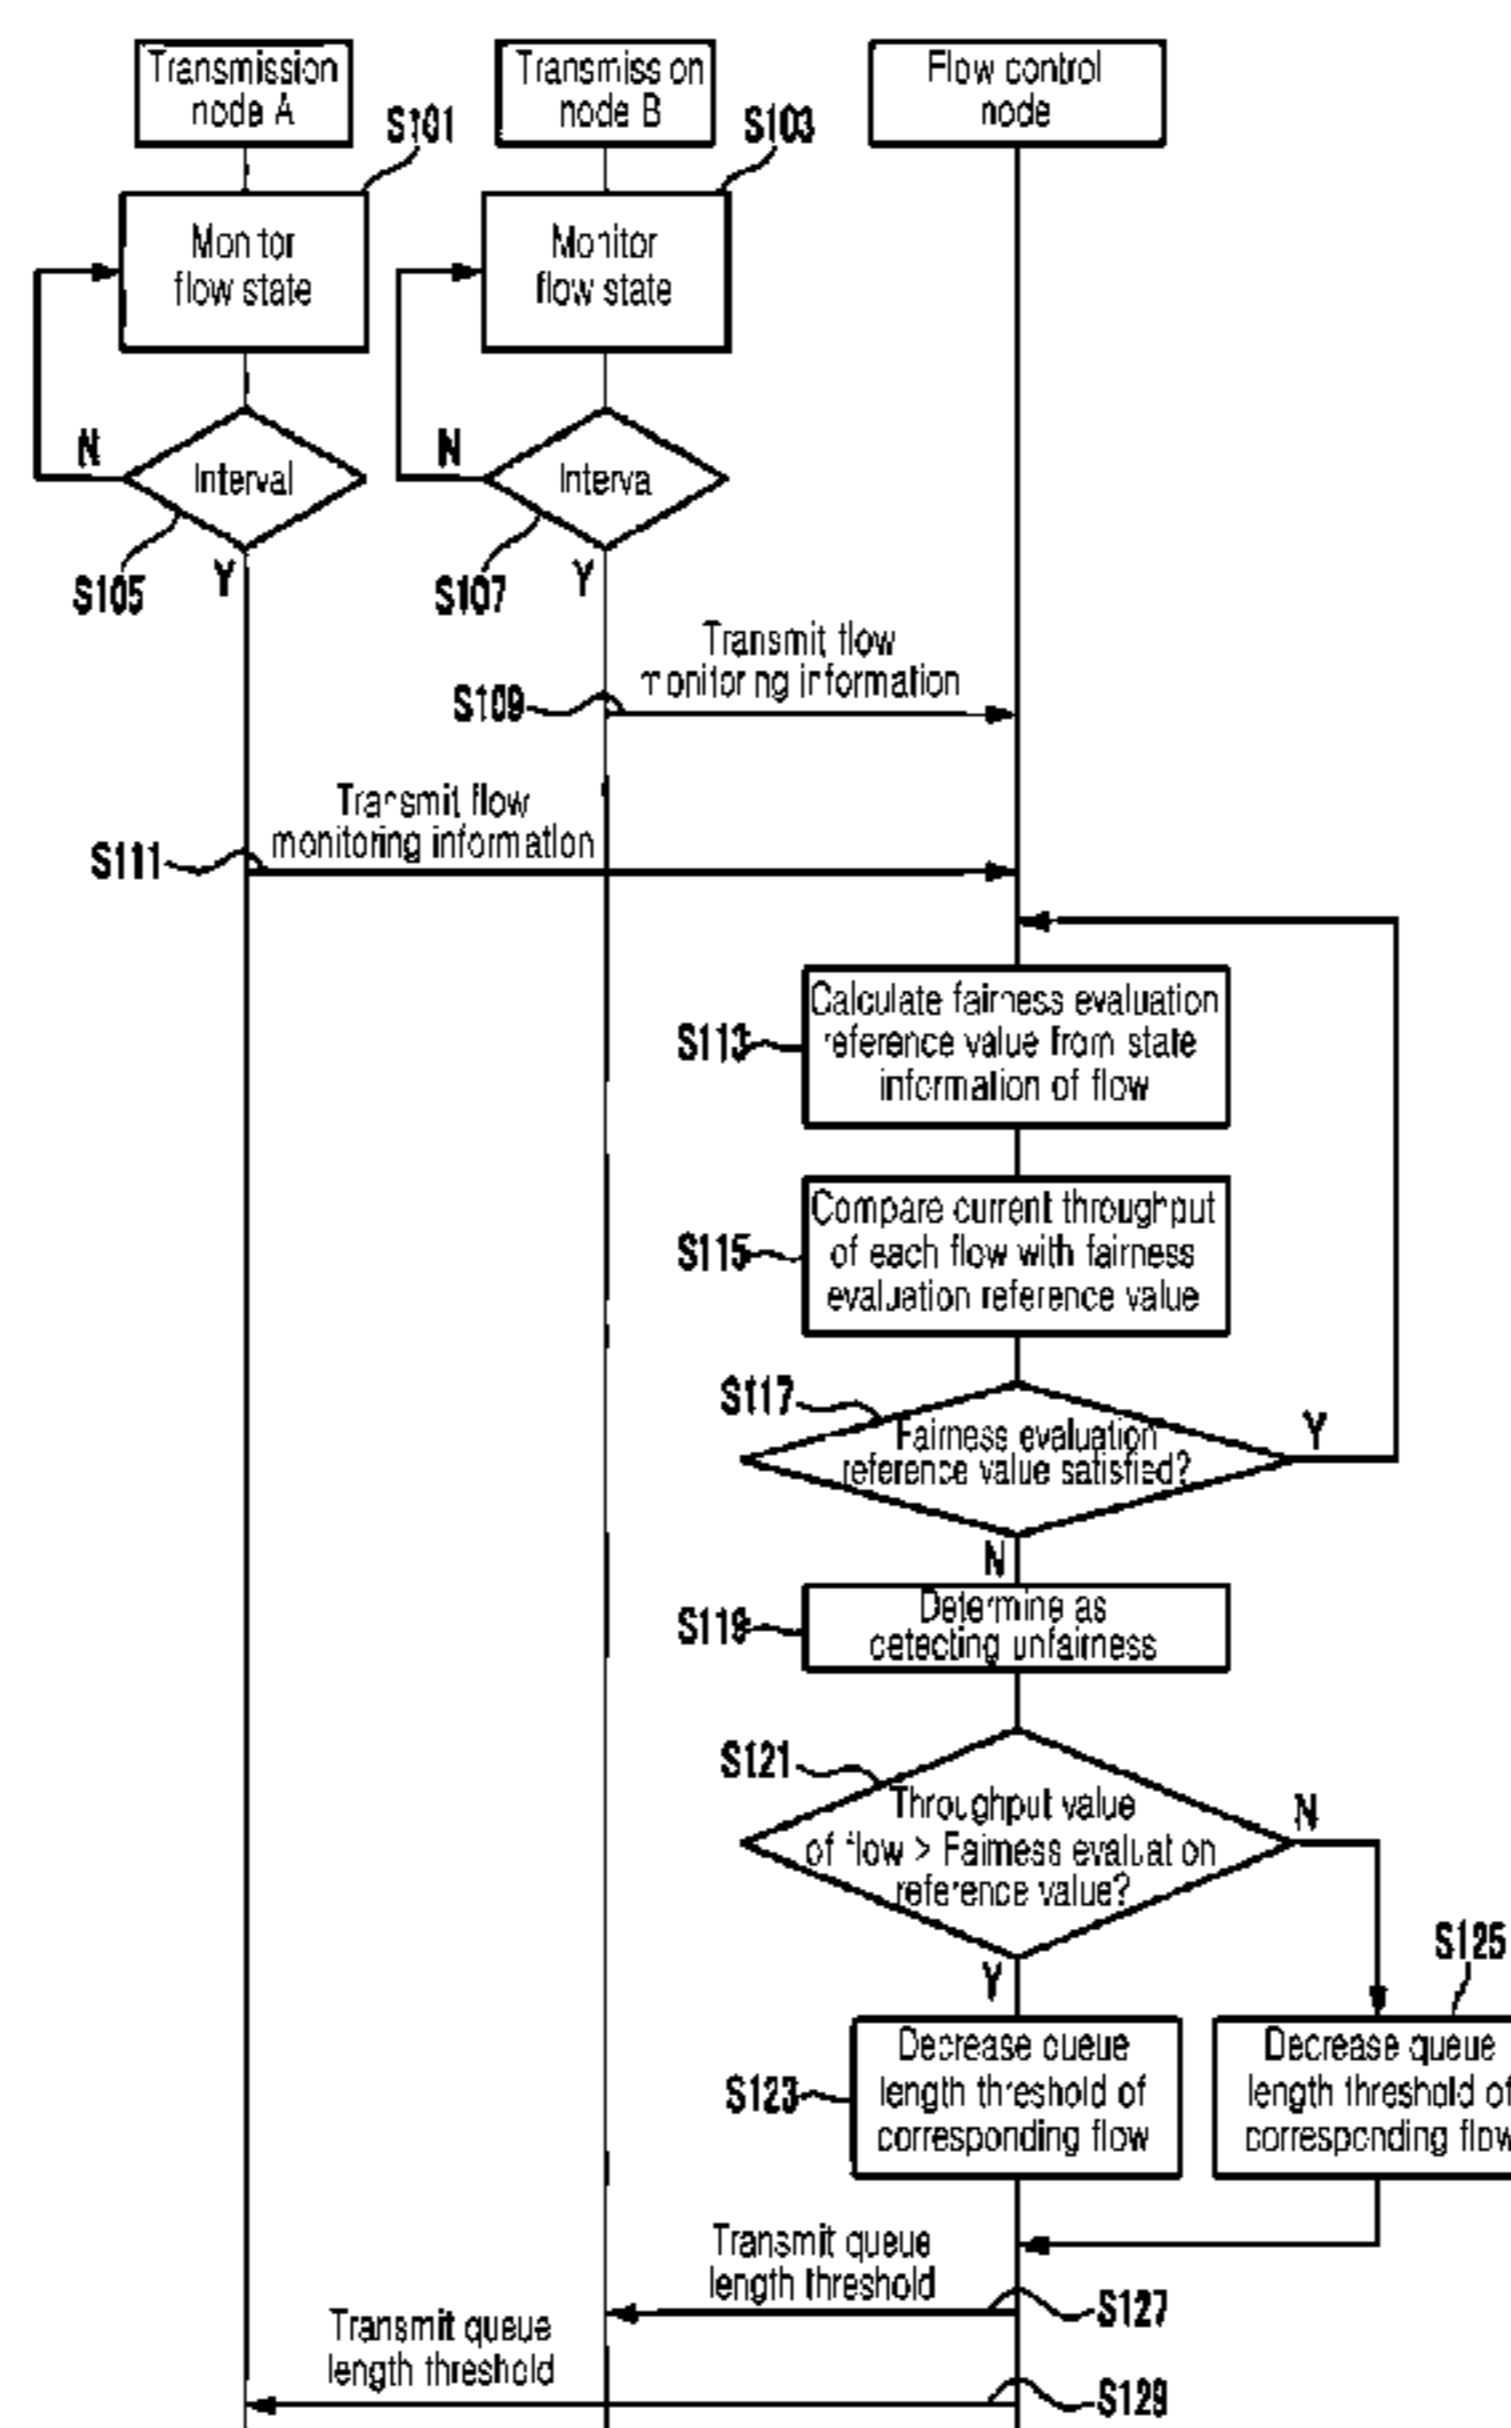 Transmission
node A
Transmiss on
node B
Flow control
node
S101
S103
Monitor
flow state
Monitor
flow state
N
Interval
N
Interva
S105
Y
S107
Y
Transmit flow
monitoring information
S109
Transmit flow
monitoring information
S111
Calculate fairness evaluation
reference value from state
information of flow
S113
Compare current throughput
of each flow with fairness
evaluation reference value
S115
S117
Fairness evaluation
reference value satisfied?
Y
N
Determine as
detecting unfairness
S119
S121
Throughput value
of flow > Fairness evaluation
reference value?
N
S125
Y
Decrease queue
length threshold of
corresponding flow
S123
Decrease queue
length threshold of
corresponding flow
Transmit queue
length threshold
S127
Transmit queue
length threshold
S129